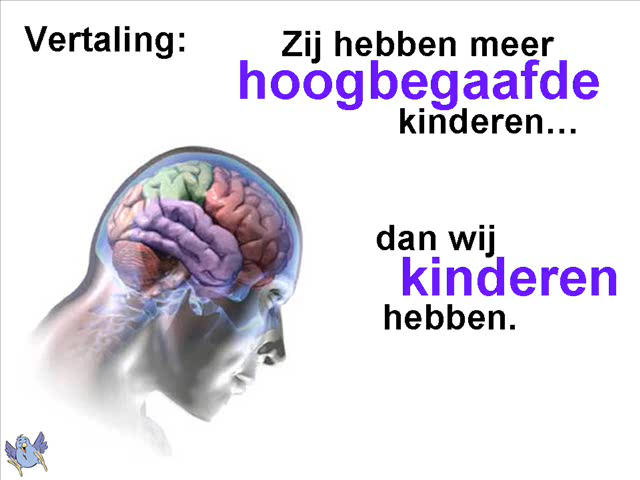 Vertaling:
Zij hebben meer
hoogbegaafde
kinderen...
dan wij
kinderen
hebben.